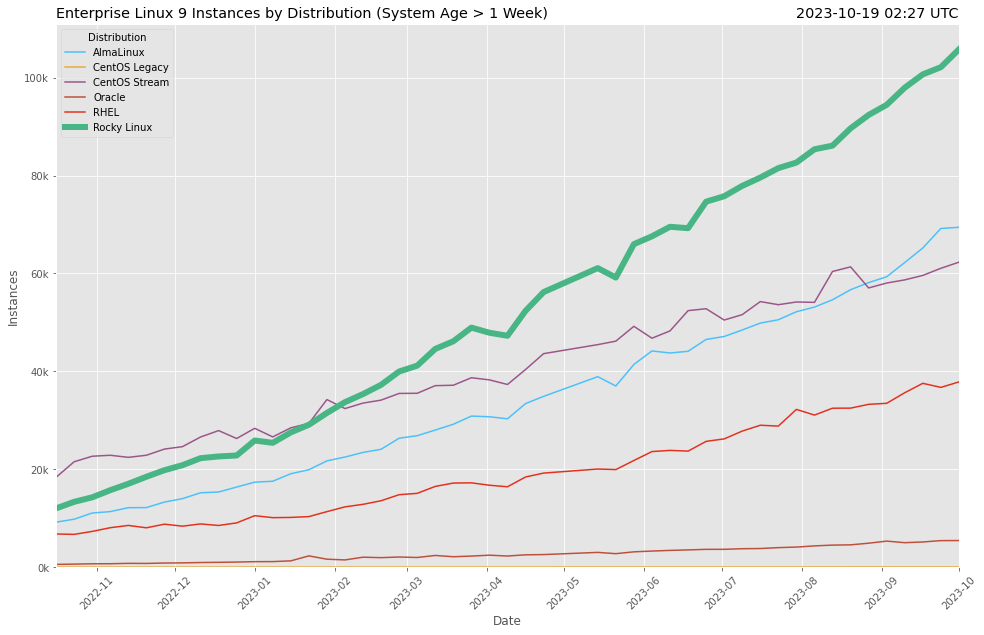 Enterprise Linux 9 Instances by Distribution (System Age > 1 Week)
2023-10-19 02:27 UTC
Distribution
AlmaLinux
CentOS Legacy
CentOS Stream
Oracle
RHEL
Rocky Linux
100k
80k
60k
40k
20k
0k
Instances
2022-11
2022-12
2023-01
2023-02
2023-03
2023-04
2023-05
2023-06
2023-07
2023-08
2023-09
2023-10
Date